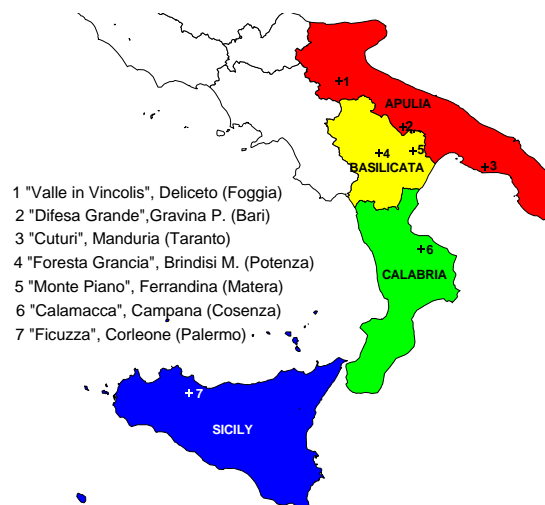 1
APULIA
2
3
4
5
BASILICATA
1 "Valle in Vincolis", Deliceto (Foggia)
2 "Difesa Grande",Gravina P. (Bari)
3 "Cuturi", Manduria (Taranto)
4 "Foresta Grancia", Brindisi M. (Potenza)
5 "Monte Piano", Ferrandina (Matera)
6 "Calamacca", Campana (Cosenza)
7 "Ficuzza", Corleone (Palermo)
6
CALABRIA
7
SICILY